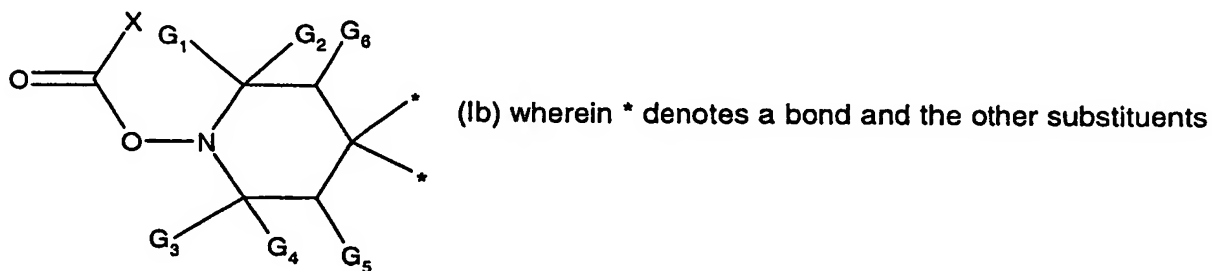 X G₁ G₂ G₆
O
* (Ib) wherein * denotes a bond and the other substituents
O N
*
G₃ G₄ G₅